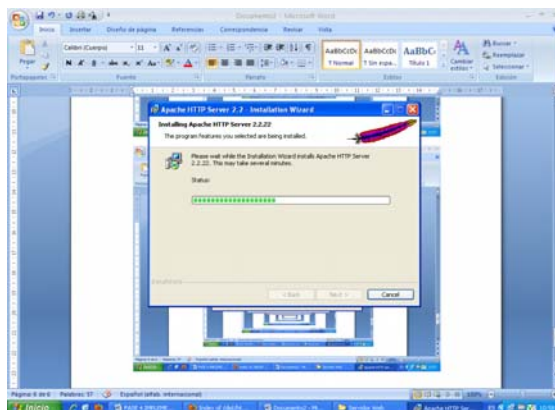 Documento2 - Microsoft Word
Inicio Insertar Diseño de página Referencias Correspondencia Revisar Vista
Calibri (Cuerpo) 11
Pegar
Portapapeles
Fuente
Párrafo
AaBbCcDc AaBbCcDc AaBbC
¶ Normal ¶ Sin espa... Título 1
Cambiar estilos
Estilos
Buscar
Reemplazar
Seleccionar
Edición
Apache HTTP Server 2.2 - Installation Wizard
Installing Apache HTTP Server 2.2.22
The program features you selected are being installed.
Please wait while the Installation Wizard installs Apache HTTP Server
2.2.22. This may take several minutes.
Status:
InstallShield
< Back Next > Cancel
Página: 6 de 6 Palabras: 57 Español (alfab. internacional) 100%
Inicio
Servidor Web